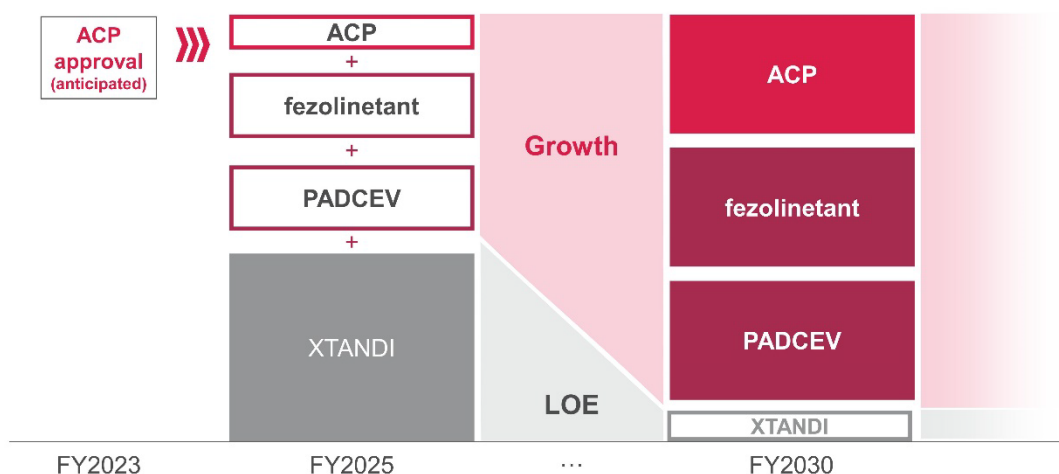 ACP
approval
(anticipated)
ACP
+
fezolinetant
+
PADCEV
+
XTANDI
Growth
LOE
ACP
fezolinetant
PADCEV
XTANDI
FY2023
FY2025
...
FY2030